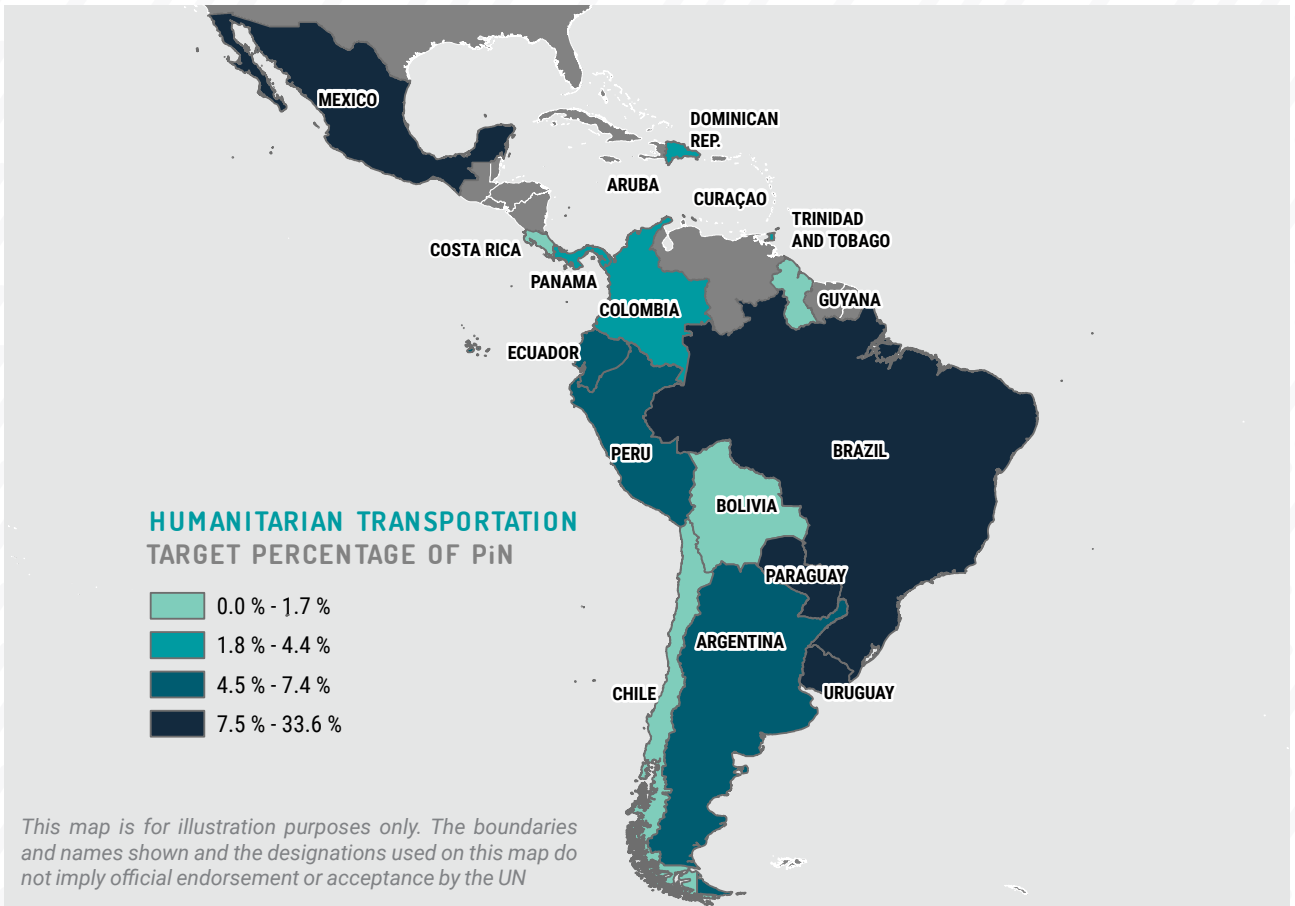 MEXICO
DOMINICAN
REP.
ARUBA
CURAÇAO
TRINIDAD
AND TOBAGO
COSTA RICA
PANAMA
GUYANA
COLOMBIA
ECUADOR
PERU
BRAZIL
BOLIVIA
PARAGUAY
ARGENTINA
CHILE
URUGUAY
HUMANITARIAN TRANSPORTATION
TARGET PERCENTAGE OF PiN
0.0 % - 1.7 %
1.8 % - 4.4 %
4.5 % - 7.4 %
7.5 % - 33.6 %
This map is for illustration purposes only. The boundaries
and names shown and the designations used on this map do
not imply official endorsement or acceptance by the UN